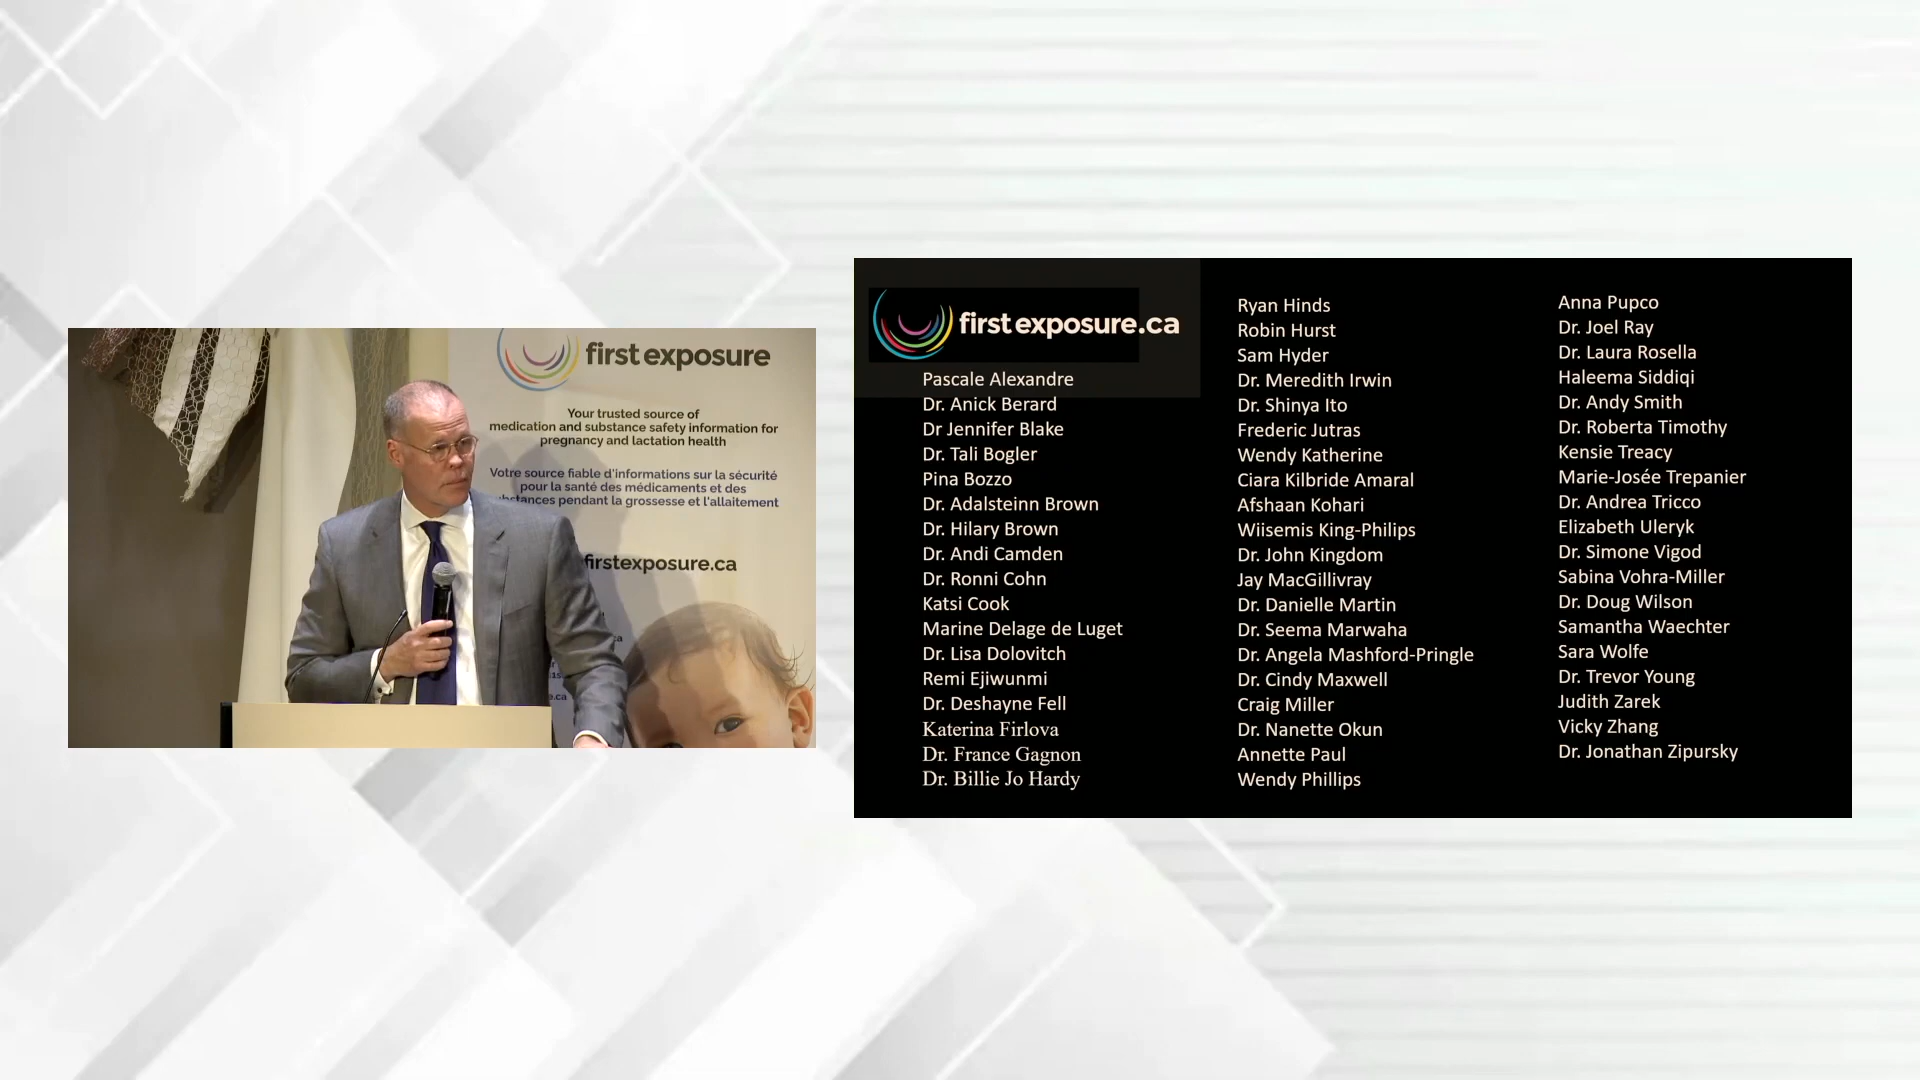 first exposure
Your trusted source of
medication and substance safety information for
pregnancy and lactation health
Votre source fiable d'informations sur la sécurité
pour la santé des médicaments et des
pendant la grossesse et l'allaitement
firstexposure.ca
first exposure.ca
Pascale Alexandre
Dr. Anick Berard
Dr Jennifer Blake
Dr. Tali Bogler
Pina Bozzo
Dr. Adalsteinn Brown
Dr. Hilary Brown
Dr. Andi Camden
Dr. Ronni Cohn
Katsi Cook
Marine Delage de Luget
Dr. Lisa Dolovitch
Remi Ejiwunmi
Dr. Deshayne Fell
Katerina Firlova
Dr. France Gagnon
Dr. Billie Jo Hardy
Ryan Hinds
Robin Hurst
Sam Hyder
Dr. Meredith Irwin
Dr. Shinya Ito
Frederic Jutras
Wendy Katherine
Ciara Kilbride Amaral
Afshaan Kohari
Wiisemis King-Philips
Dr. John Kingdom
Jay MacGillivray
Dr. Danielle Martin
Dr. Seema Marwaha
Dr. Angela Mashford-Pringle
Dr. Cindy Maxwell
Craig Miller
Dr. Nanette Okun
Annette Paul
Wendy Phillips
Anna Pupco
Dr. Joel Ray
Dr. Laura Rosella
Haleema Siddiqi
Dr. Andy Smith
Dr. Roberta Timothy
Kensie Treacy
Marie-Josée Trepanier
Dr. Andrea Tricco
Elizabeth Uleryk
Dr. Simone Vigod
Sabina Vohra-Miller
Dr. Doug Wilson
Samantha Waechter
Sara Wolfe
Dr. Trevor Young
Judith Zarek
Vicky Zhang
Dr. Jonathan Zipursky